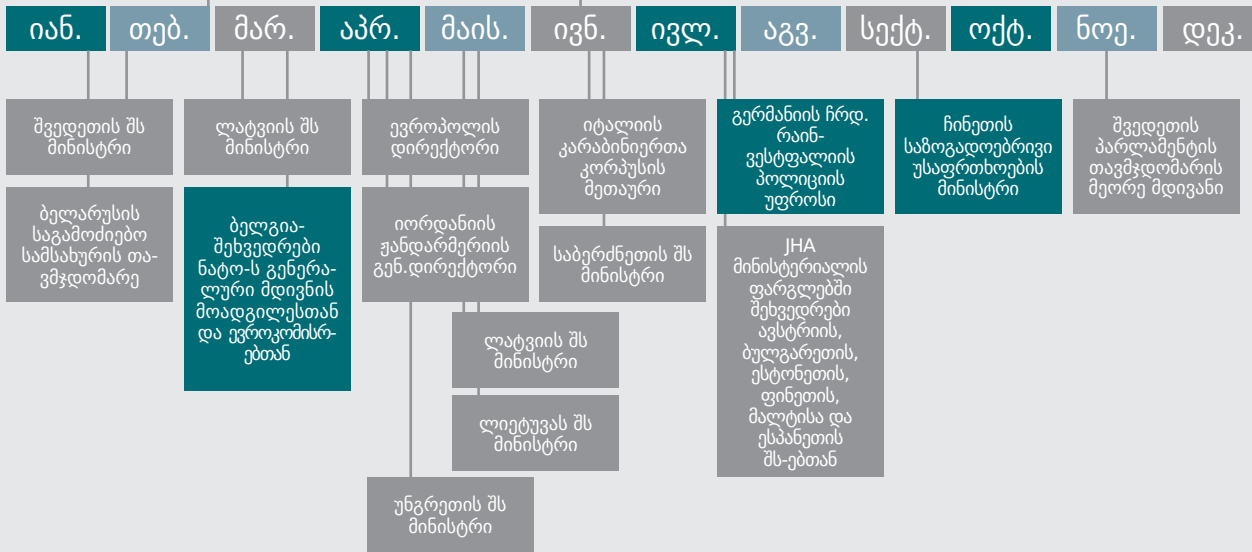 იან.
თებ.
მარ.
აპრ.
მაის.
ივნ.
ივლ.
აგვ.
სექტ.
ოქტ.
ნოე.
დეკ.
შვედეთის შს
მინისტრი
ბელარუსის
საგამოძიებო
სამსახურის თა-
ვმჯდომარე
ლატვიის შს
მინისტრი
ბელგია-
შეხვედრები
ნატო-ს გენერა-
ლური მდივნის
მოადგილესთან
და ევროკომისრ-
ებთან
ევროპოლის
დირექტორი
იორდანიის
ჟანდარმერიის
გენ.დირექტორი
ლატვიის შს
მინისტრი
ლიეტუვას შს
მინისტრი
უნგრეთის შს
მინისტრი
იტალიის
კარაბინიერთა
კორპუსის
მეთაური
საბერძნეთის შს
მინისტრი
გერმანიის ჩრდ.
რაინ-
ვესტფალიის
პოლიციის
უფროსი
JHA
მინისტერიალის
ფარგლებში
შეხვედრები
ავსტრიის,
ბულგარეთის,
ესტონეთის,
ფინეთის,
მალტისა და
ესპანეთის
შს-ებთან
ჩინეთის
საზოგადოებრივი
უსაფრთხოების
მინისტრი
შვედეთის
პარლამენტის
თავმჯდომარის
მეორე მდივანი